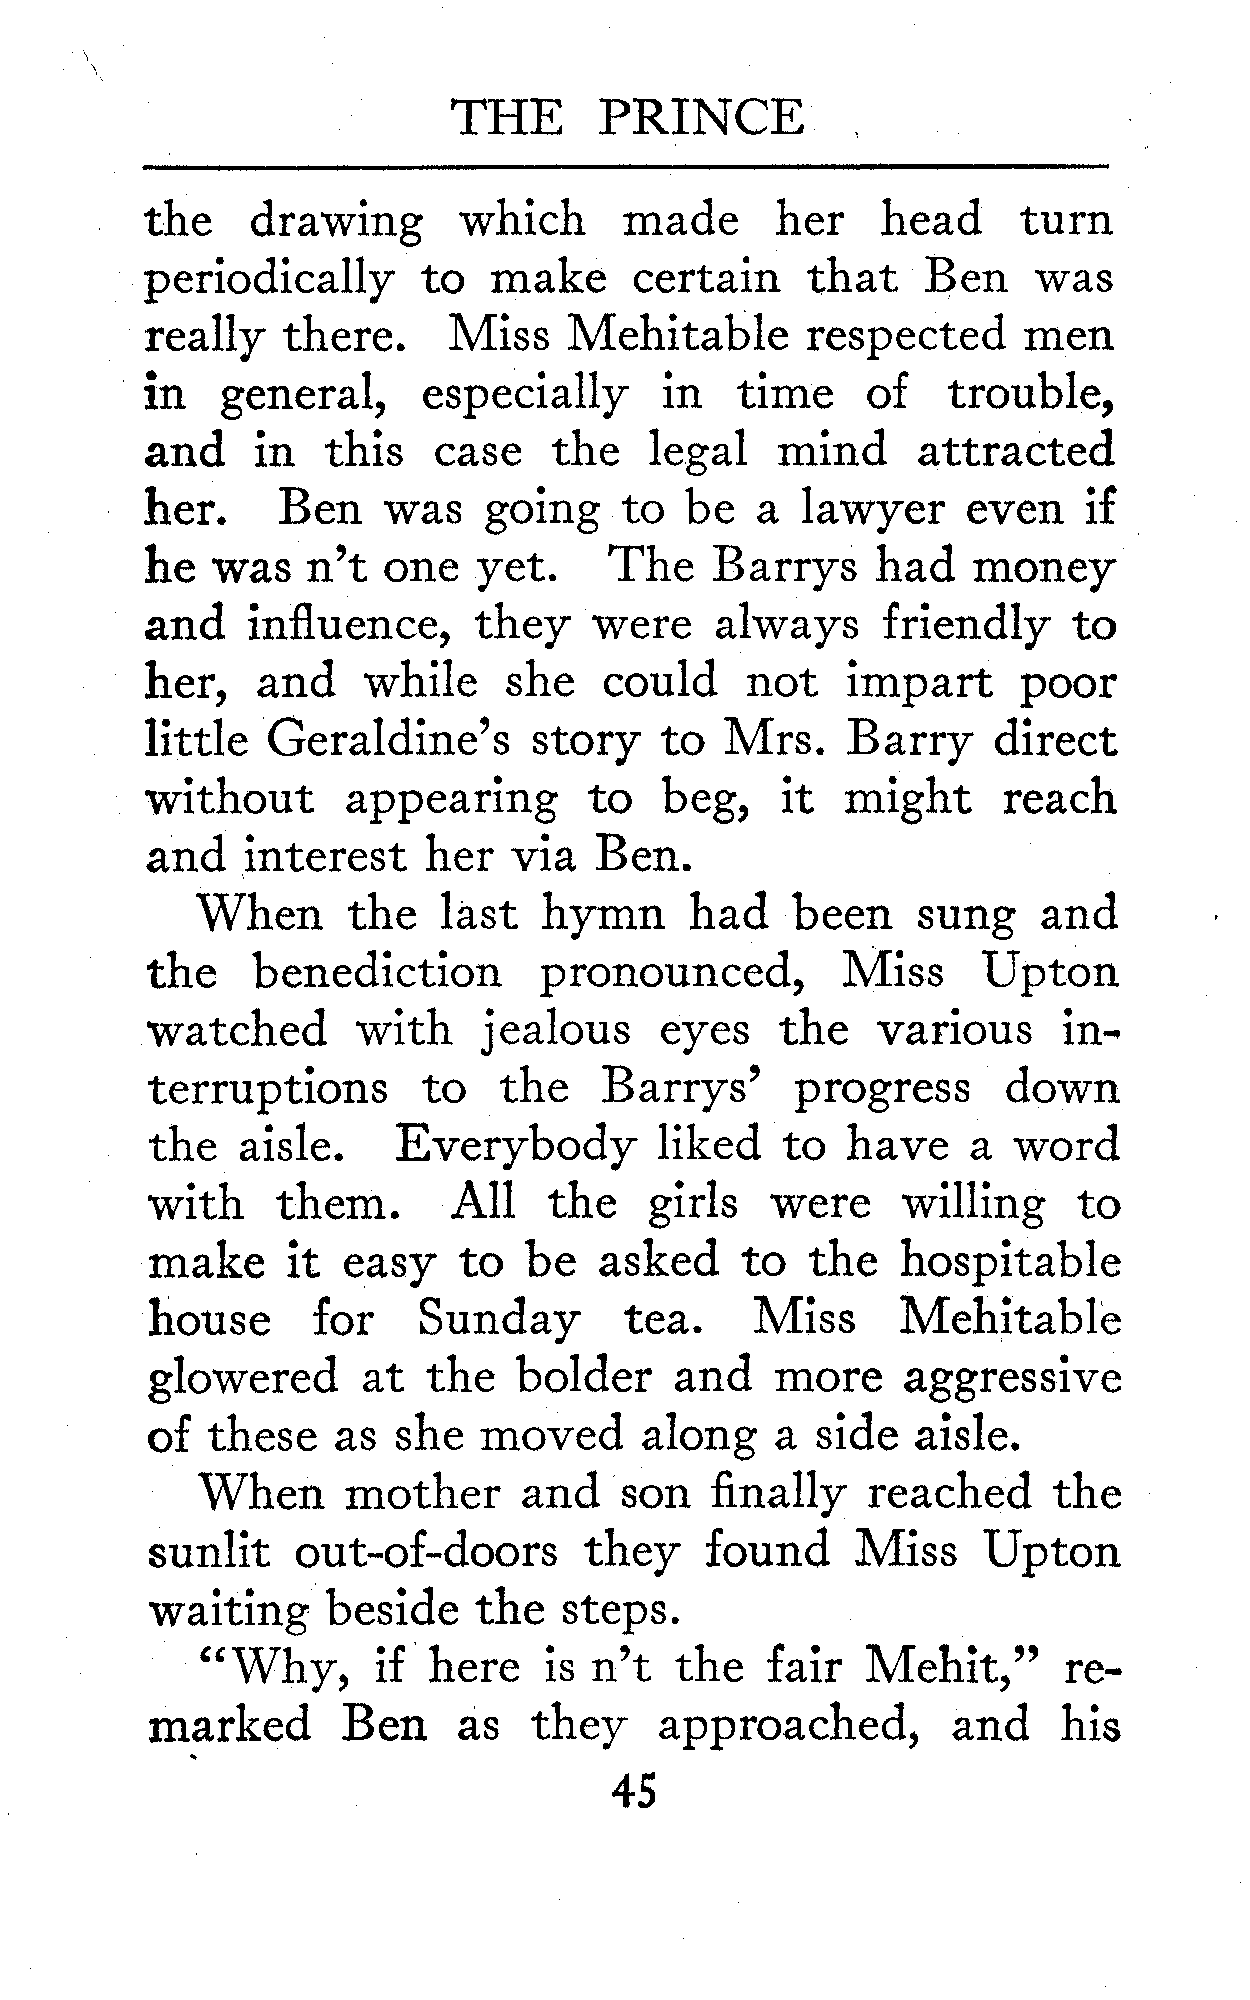 THE PRINCE
the drawing which made her head turn
periodically to make certain that Ben was
really there. Miss Mehitable respected men
in general, especially in time of trouble,
and in this case the legal mind attracted
her. Ben was going to be a lawyer even if
he was n't one yet. The Barrys had money
and influence, they were always friendly to
her, and while she could not impart poor
little Geraldine's story to Mrs. Barry direct
without appearing to beg, it might reach
and interest her via Ben.
When the last hymn had been sung and
the benediction pronounced, Miss Upton
watched with jealous eyes the various in-
terruptions to the Barrys' progress down
the aisle. Everybody liked to have a word
with them. All the girls were willing to
make it easy to be asked to the hospitable
house for Sunday tea. Miss Mehitable
glowered at the bolder and more aggressive
of these as she moved along a side aisle.
When mother and son finally reached the
sunlit out-of-doors they found Miss Upton
waiting beside the steps.
"Why, if here is n't the fair Mehit," re-
marked Ben as they approached, and his
45